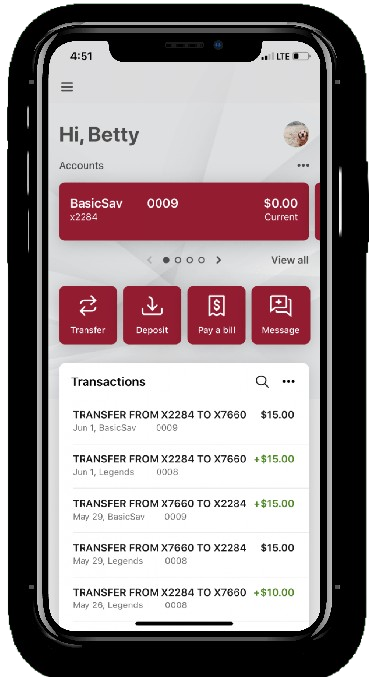 4:51 LTE
Hi, Betty
Accounts
BasicSav 0009 $0.00
x2284 Current
View all
Transfer Deposit Pay a bill Message
Transactions
TRANSFER FROM X2284 TO X7660 $15.00
Jun 1, BasicSav 0009
TRANSFER FROM X2284 TO X7660 +$15.00
Jun 1, Legends 0008
TRANSFER FROM X7660 TO X2284 +$15.00
May 29, BasicSav 0009
TRANSFER FROM X7660 TO X2284 $15.00
May 29, Legends 0008
TRANSFER FROM X2284 TO X7660 +$10.00
May 26, Legends 0008